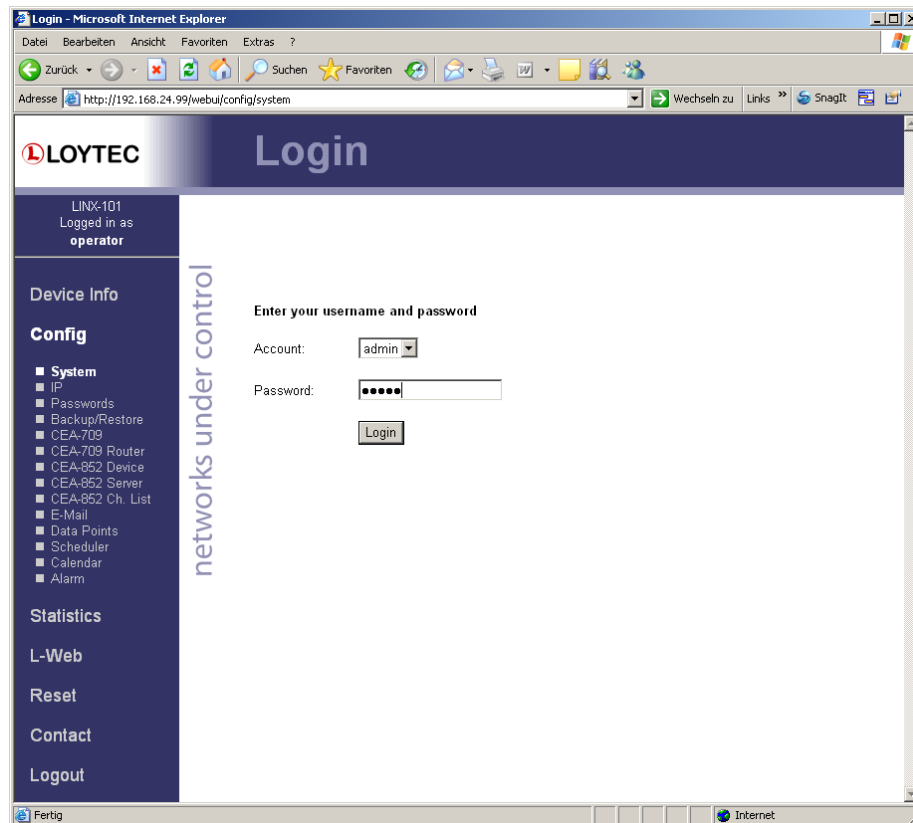 Login - Microsoft Internet Explorer
Datei Bearbeiten Ansicht Favoriten Extras ?
Zurück Suchen Favoriten
Adresse http://192.168.24.99/webui/config/system Wechseln zu Links » SnagIt
LOYTEC
Login
LINX-101
Logged in as
operator
Device Info
Config
System
IP
Passwords
Backup/Restore
CEA-709
CEA-709 Router
CEA-852 Device
CEA-852 Server
CEA-852 Ch. List
E-Mail
Data Points
Scheduler
Calendar
Alarm
Statistics
L-Web
Reset
Contact
Logout
networks under control
Enter your username and password
Account: admin
Password: •••••
Login
Fertig Internet